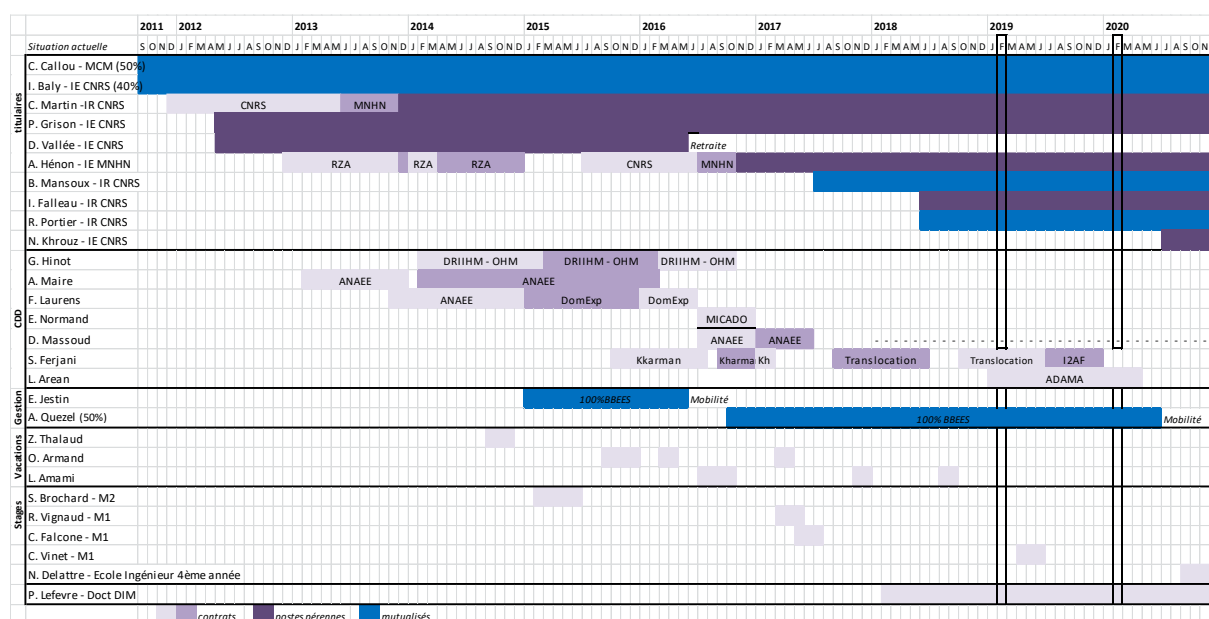 2011 2012 2013 2014 2015 2016 2017 2018 2019 2020
Situation actuelle S O N D J F M A M J J A S O N D J F M A M J J A S O N D J F M A M J J A S O N D J F M A M J J A S O N D J F M A M J J A S O N D J F M A M J J A S O N D J F M A M J J A S O N D J F M A M J J A S O N D J F M A M J J A S O N
titulaires
C. Callou - MCM (50%)
I. Baly - IE CNRS (40%)
C. Martin -IR CNRS CNRS MNHN
P. Grison - IE CNRS
D. Vallée - IE CNRS Retraite
A. Hénon - IE MNHN RZA RZA RZA CNRS MNHN
B. Mansoux - IR CNRS
I. Falleau - IR CNRS
R. Portier - IR CNRS
N. Khrouz - IE CNRS
CDD
G. Hinot DRIIHM - OHM DRIIHM - OHM DRIIHM - OHM
A. Maire ANAEE ANAEE
F. Laurens ANAEE DomExp DomExp
E. Normand MICADO
D. Massoud ANAEE ANAEE
S. Ferjani Kkarman Kharma Kh Translocation Translocation I2AF
L. Arean ADAMA
Gestion
E. Jestin 100%BBEES Mobilité
A. Quezel (50%) 100% BBEES Mobilité
Vacations
Z. Thalaud
O. Armand
L. Amami
Stages
S. Brochard - M2
R. Vignaud - M1
C. Falcone - M1
C. Vinet - M1
N. Delattre - Ecole Ingénieur 4ème année
P. Lefevre - Doct DIM
contrats postes pérennes mutualisés